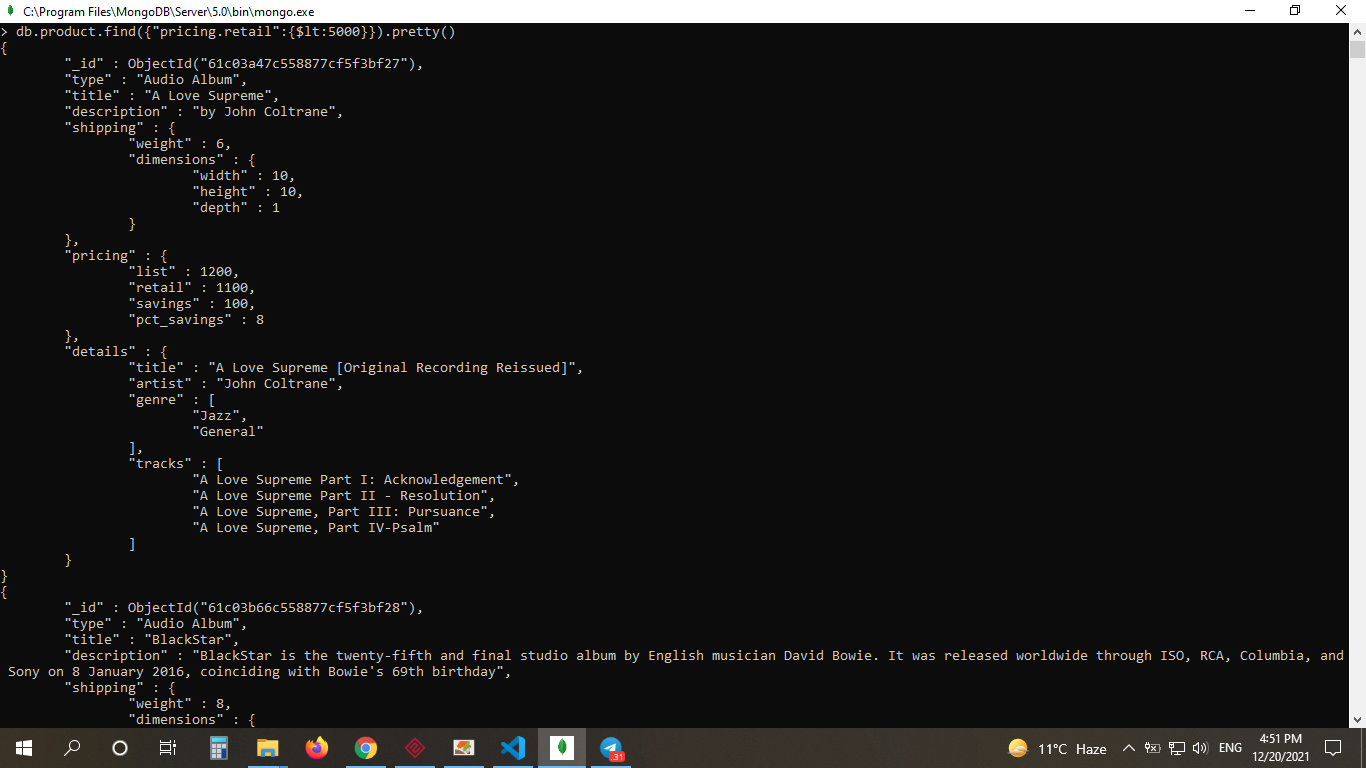 C:\Program Files\MongoDB\Server\5.0\bin\mongo.exe
> db.product.find({"pricing.retail":{$lt:5000}}).pretty()
{
        "_id" : ObjectId("61c03a47c558877cf5f3bf27"),
        "type" : "Audio Album",
        "title" : "A Love Supreme",
        "description" : "by John Coltrane",
        "shipping" : {
                "weight" : 6,
                "dimensions" : {
                        "width" : 10,
                        "height" : 10,
                        "depth" : 1
                }
        },
        "pricing" : {
                "list" : 1200,
                "retail" : 1100,
                "savings" : 100,
                "pct_savings" : 8
        },
        "details" : {
                "title" : "A Love Supreme [Original Recording Reissued]",
                "artist" : "John Coltrane",
                "genre" : [
                        "Jazz",
                        "General"
                ],
                "tracks" : [
                        "A Love Supreme Part I: Acknowledgement",
                        "A Love Supreme Part II - Resolution",
                        "A Love Supreme, Part III: Pursuance",
                        "A Love Supreme, Part IV-Psalm"
                ]
        }
}
{
        "_id" : ObjectId("61c03b66c558877cf5f3bf28"),
        "type" : "Audio Album",
        "title" : "BlackStar",
        "description" : "BlackStar is the twenty-fifth and final studio album by English musician David Bowie. It was released worldwide through ISO, RCA, Columbia, and
 Sony on 8 January 2016, coinciding with Bowie's 69th birthday",
        "shipping" : {
                "weight" : 8,
                "dimensions" : {
31
11°C Haze
ENG
4:51 PM
12/20/2021